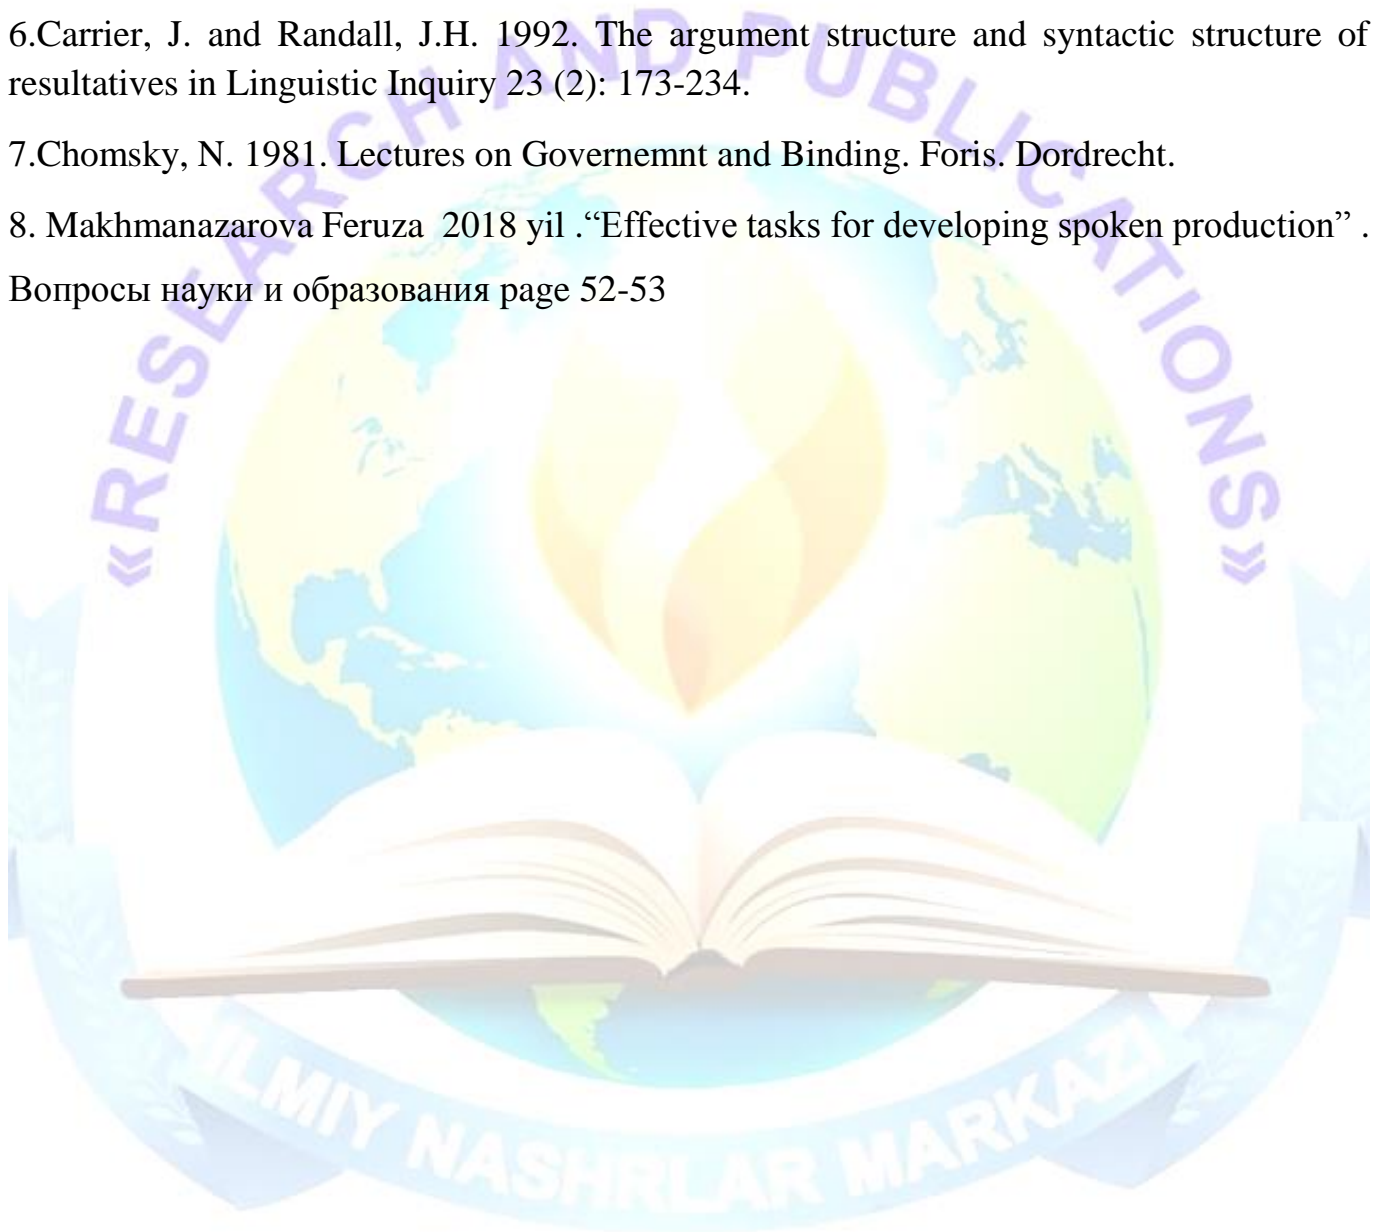 6.Carrier, J. and Randall, J.H. 1992. The argument structure and syntactic structure of
resultatives in Linguistic Inquiry 23 (2): 173-234.
7.Chomsky, N. 1981. Lectures on Governemnt and Binding. Foris. Dordrecht.
8. Makhmanazarova Feruza 2018 yil .“Effective tasks for developing spoken production” .
Вопросы науки и образования page 52-53
«RESEARCH AND PUBLICATIONS»
ILMIY NASHRLAR MARKAZI